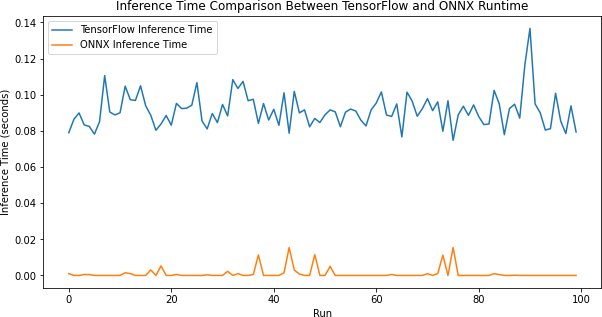 Inference Time Comparison Between TensorFlow and ONNX Runtime
0.14
0.12
0.10
0.08
0.06
0.04
0.02
0.00
Inference Time (seconds)
TensorFlow Inference Time
ONNX Inference Time
0
20
40
60
80
100
Run